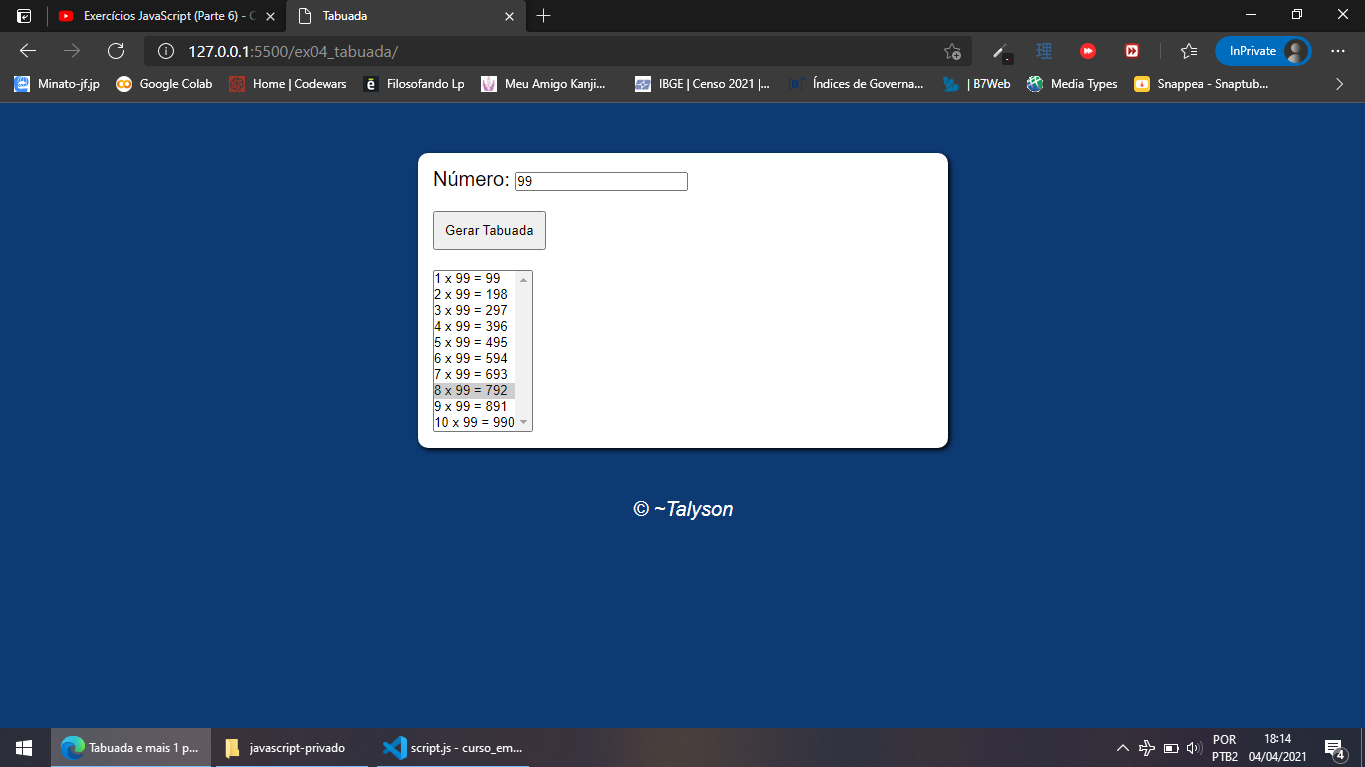 Exercícios JavaScript (Parte 6) - C
Tabuada
127.0.0.1:5500/ex04_tabuada/
理
InPrivate
Minato-jf.jp
Google Colab
Home | Codewars
Filosofando Lp
Meu Amigo Kanji...
IBGE | Censo 2021 |...
Índices de Governa...
| B7Web
Media Types
Snappea - Snaptub...
Número: 99
Gerar Tabuada
1 x 99 = 99
2 x 99 = 198
3 x 99 = 297
4 x 99 = 396
5 x 99 = 495
6 x 99 = 594
7 x 99 = 693
8 x 99 = 792
9 x 99 = 891
10 x 99 = 990
© ~Talyson
Tabuada e mais 1 p...
javascript-privado
script.js - curso_em...
POR
PTB2
18:14
04/04/2021
4